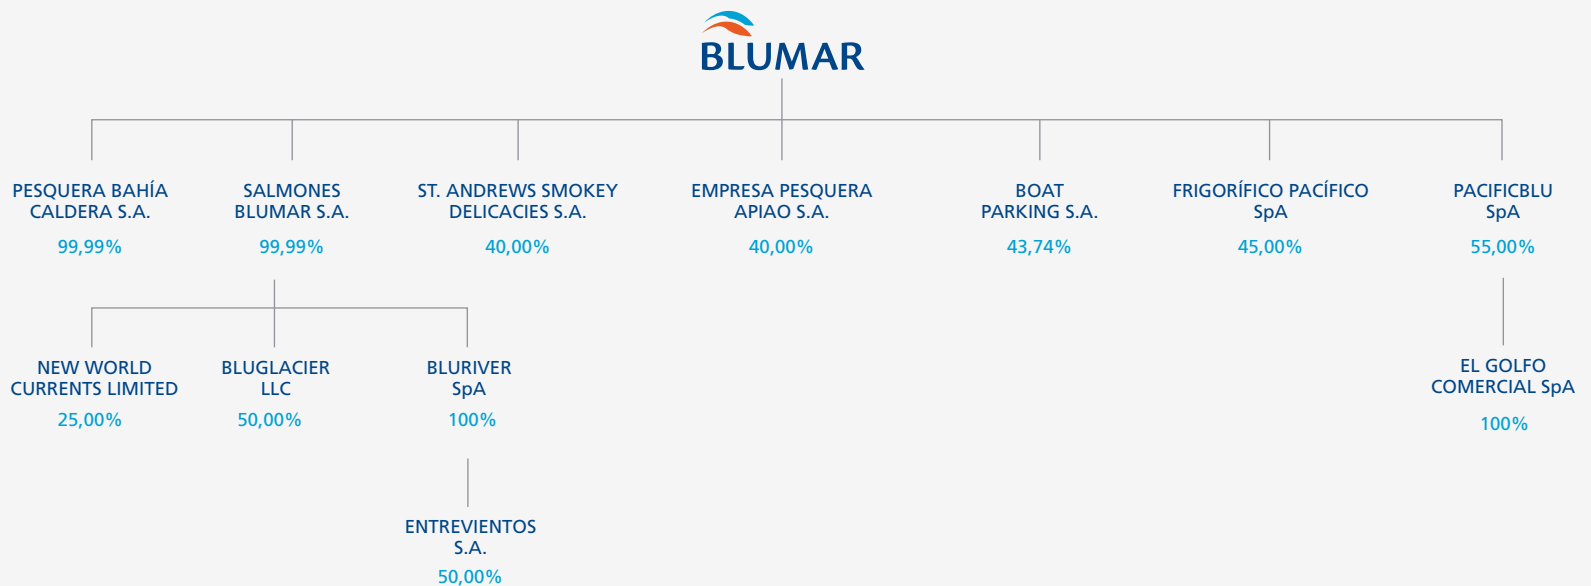 BLUMAR
PESQUERA BAHÍA
CALDERA S.A.
99,99%
SALMONES
BLUMAR S.A.
99,99%
ST. ANDREWS SMOKEY
DELICACIES S.A.
40,00%
EMPRESA PESQUERA
APIAO S.A.
40,00%
BOAT
PARKING S.A.
43,74%
FRIGORÍFICO PACÍFICO
SpA
45,00%
PACIFICBLU
SpA
55,00%
NEW WORLD
CURRENTS LIMITED
25,00%
BLUGLACIER
LLC
50,00%
BLURIVER
SpA
100%
EL GOLFO
COMERCIAL SpA
100%
ENTREVIENTOS
S.A.
50,00%